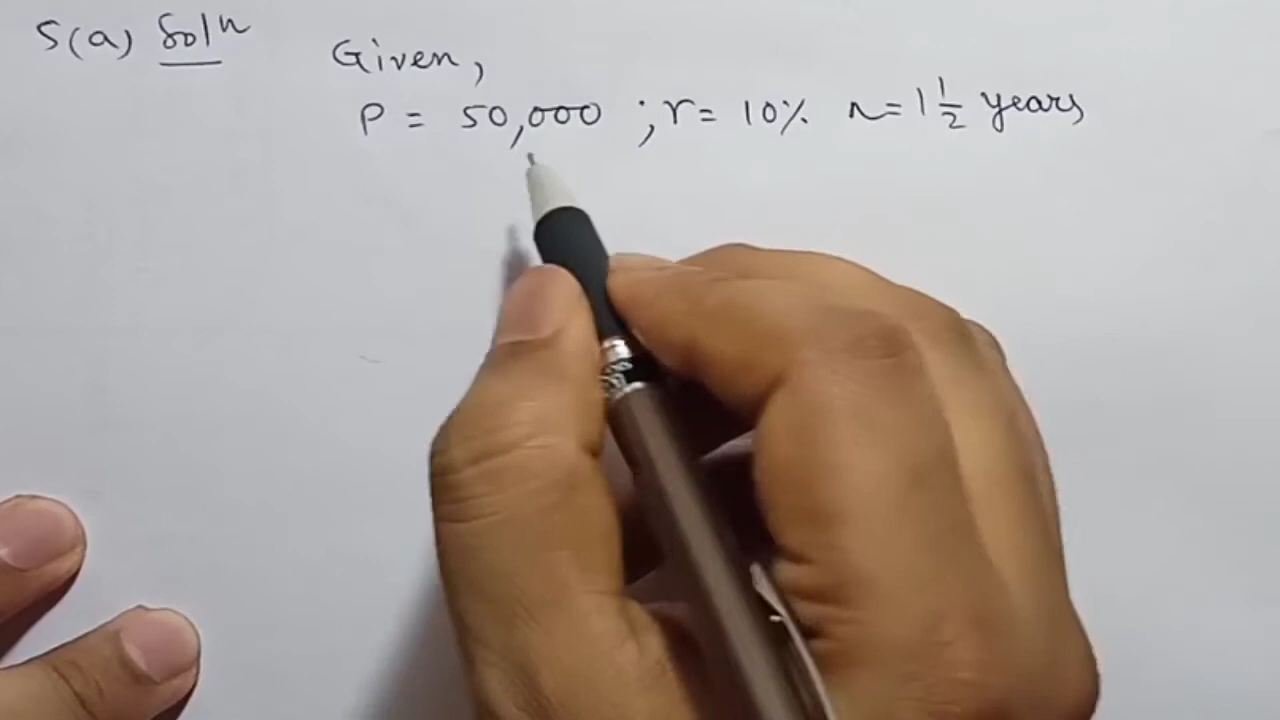 5(a) Soln
Given,
P = 50,000 ; r = 10% n = 1 1/2 years